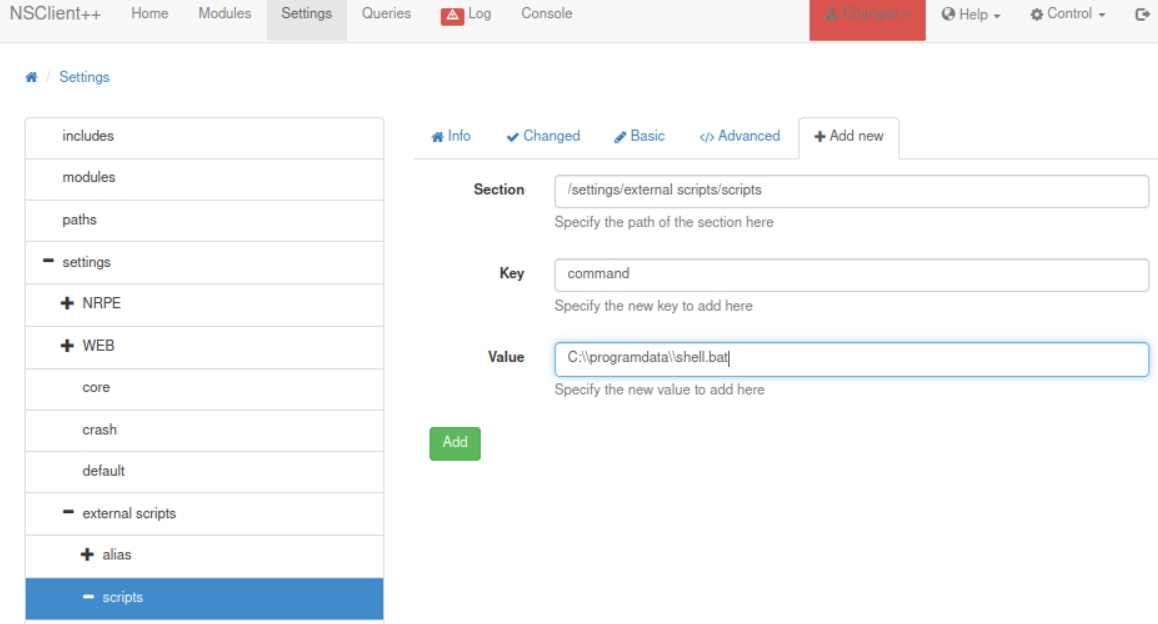 NSClient++ Home Modules Settings Queries Log Console Changes Help Control
/ Settings
includes
modules
paths
settings
NRPE
WEB
core
crash
default
external scripts
alias
scripts
Info Changed Basic </> Advanced Add new
Section /settings/external scripts/scripts
Specify the path of the section here
Key command
Specify the new key to add here
Value C:\\programdata\\shell.bat
Specify the new value to add here
Add